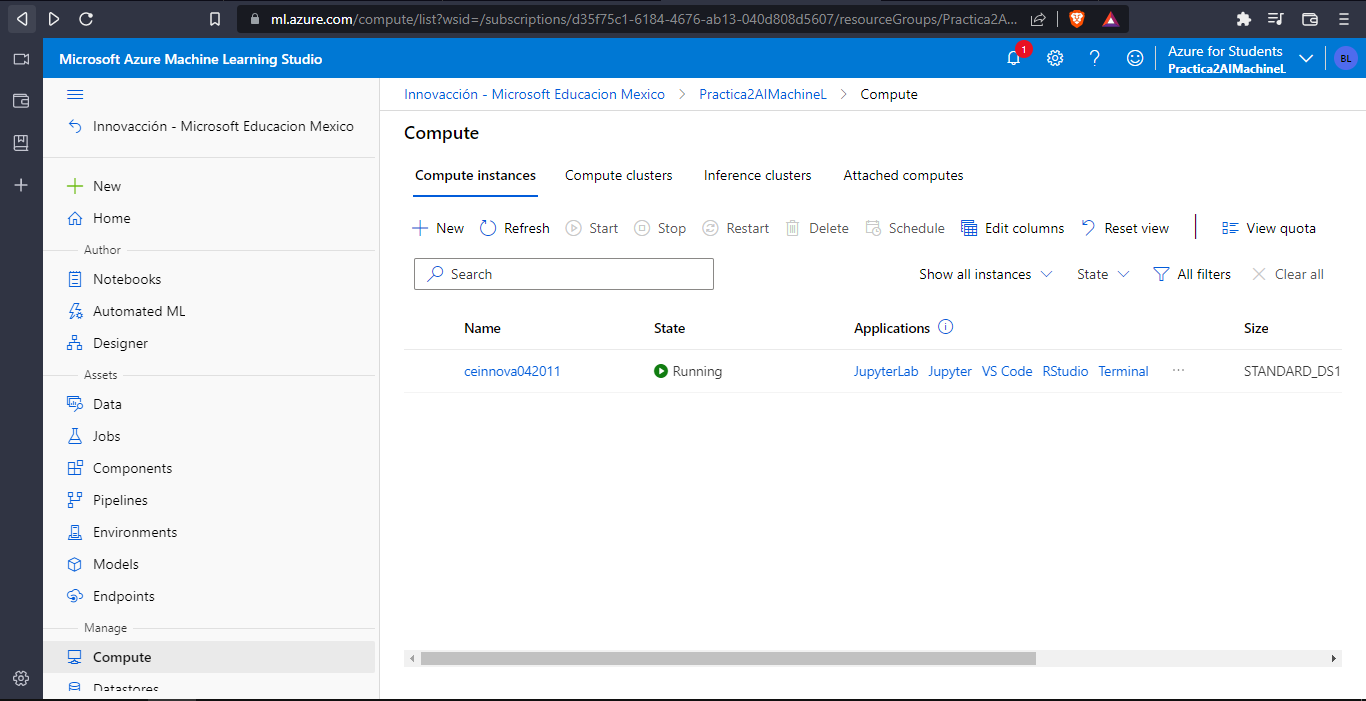 ml.azure.com/compute/list?wsid=/subscriptions/d35f75c1-6184-4676-ab13-040d808d5607/resourceGroups/Practica2A...
Microsoft Azure Machine Learning Studio
1
Azure for Students
Practica2AIMachineL
BL
Innovacción - Microsoft Educacion Mexico
New
Home
Author
Notebooks
Automated ML
Designer
Assets
Data
Jobs
Components
Pipelines
Environments
Models
Endpoints
Manage
Compute
Datastores
Innovacción - Microsoft Educacion Mexico > Practica2AIMachineL > Compute
Compute
Compute instances Compute clusters Inference clusters Attached computes
New Refresh Start Stop Restart Delete Schedule Edit columns Reset view View quota
Search Show all instances State All filters Clear all
Name State Applications Size
ceinnova042011 Running JupyterLab Jupyter VS Code RStudio Terminal ... STANDARD_DS1